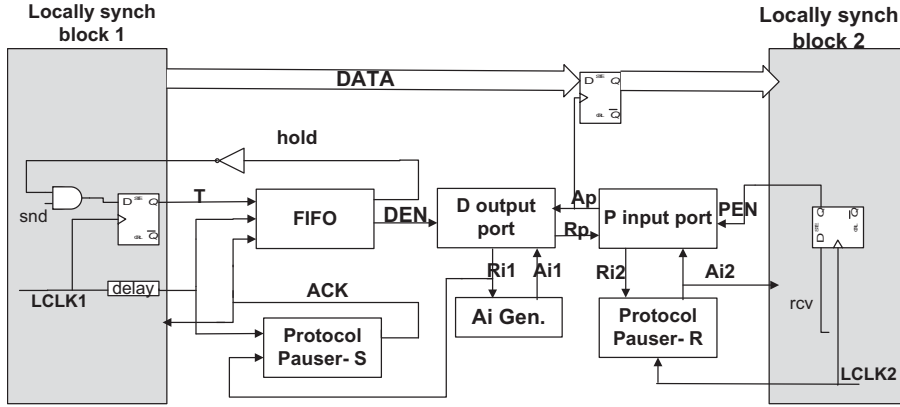 Locally synch
block 1
Locally synch
block 2
DATA
D
Q
Q
hold
snd
D
Q
Q
T
FIFO
DEN
D output
port
Ap
Rp
P input port
PEN
Q
Q
D
LCLK1
delay
ACK
Ri1
Ai1
Ri2
Ai2
rcv
Protocol
Pauser- S
Ai Gen.
Protocol
Pauser- R
LCLK2